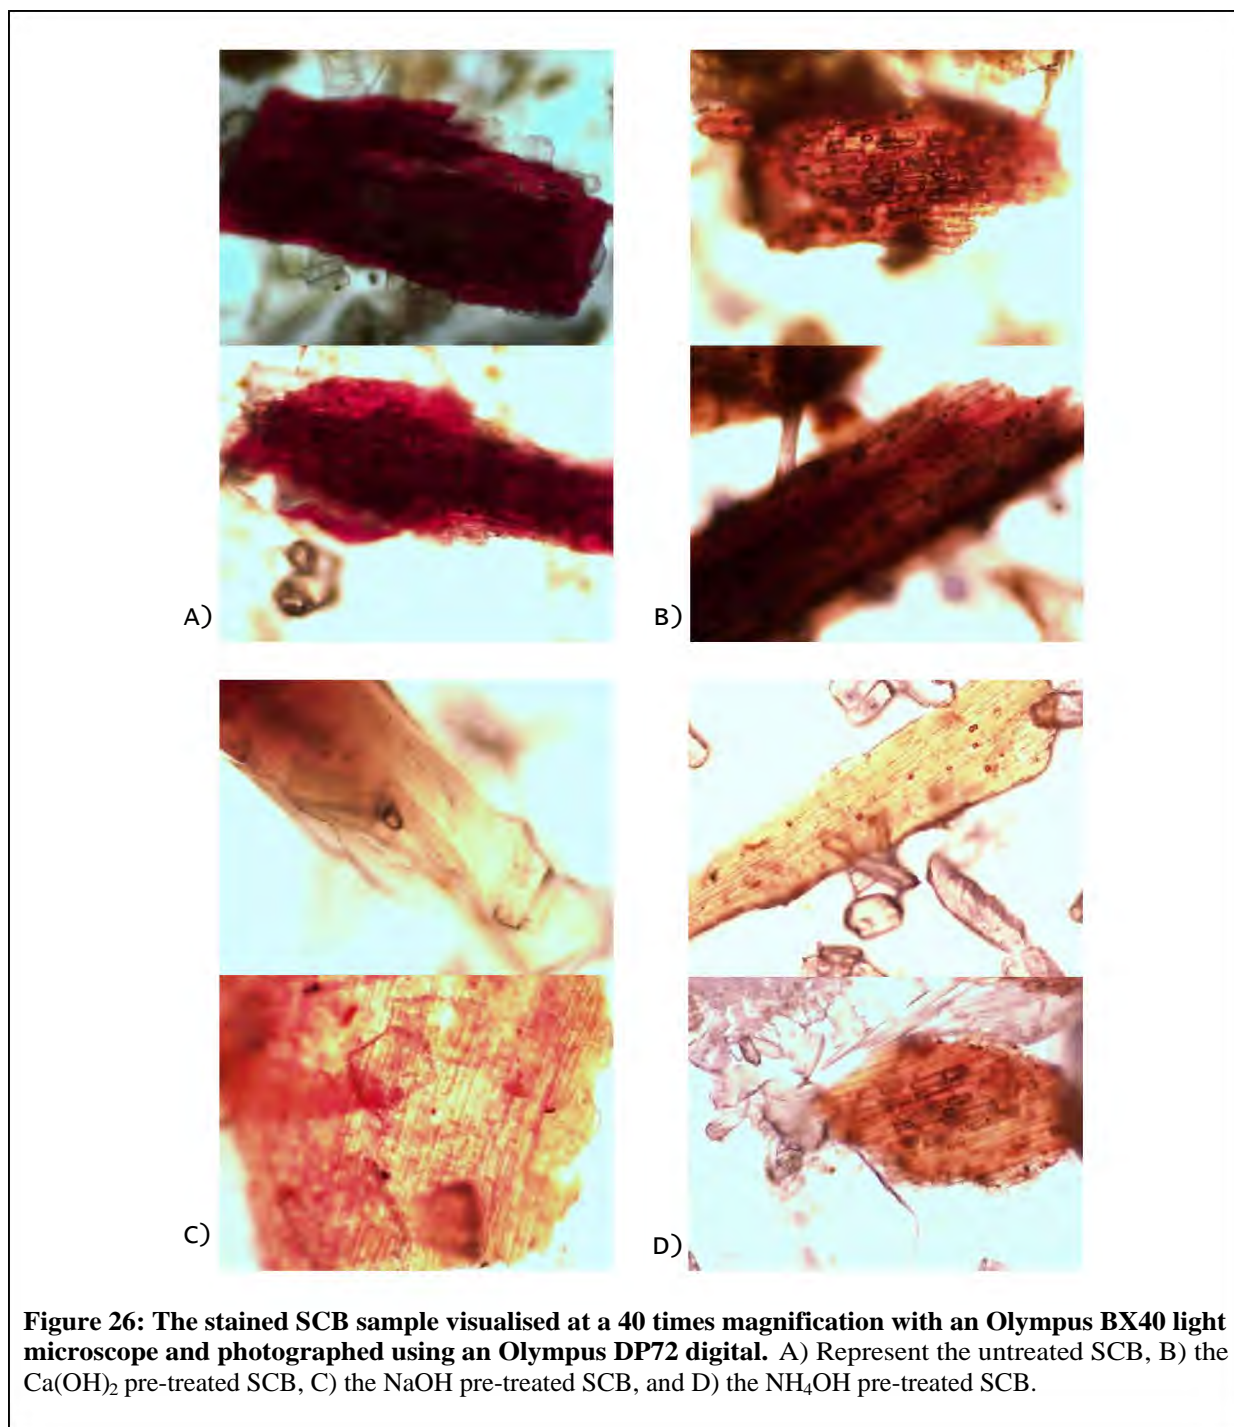 A)
B)
C)
D)
Figure 26: The stained SCB sample visualised at a 40 times magnification with an Olympus BX40 light
microscope and photographed using an Olympus DP72 digital. A) Represent the untreated SCB, B) the
Ca(OH)₂ pre-treated SCB, C) the NaOH pre-treated SCB, and D) the NH₄OH pre-treated SCB.